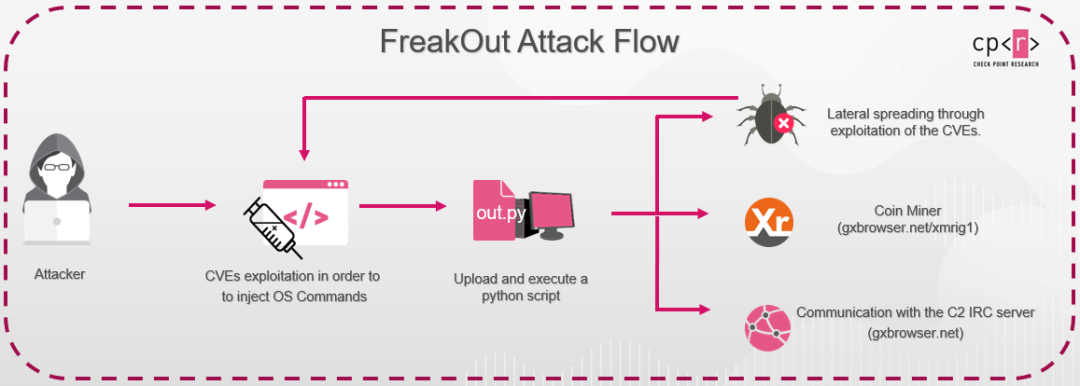 FreakOut Attack Flow
cp<r>
CHECK POINT RESEARCH
Attacker
</>
CVEs exploitation in order to
to inject OS Commands
out.py
Upload and execute a
python script
Lateral spreading through
exploitation of the CVEs.
Xr
Coin Miner
(gxbrowser.net/xmrig1)
Communication with the C2 IRC server
(gxbrowser.net)